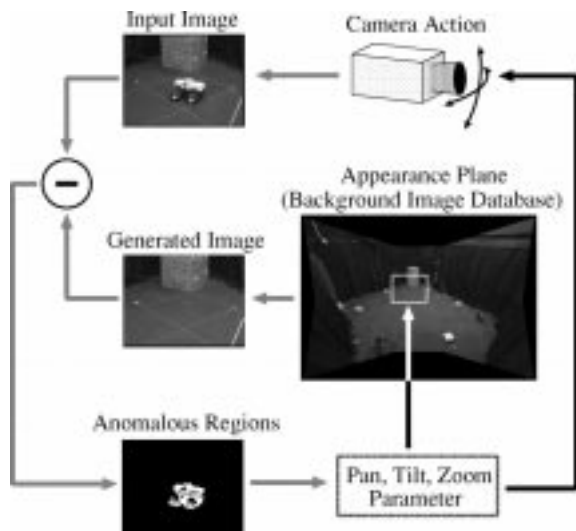 Input Image
Camera Action
Appearance Plane
(Background Image Database)
Generated Image
Anomalous Regions
Pan, Tilt, Zoom
Parameter